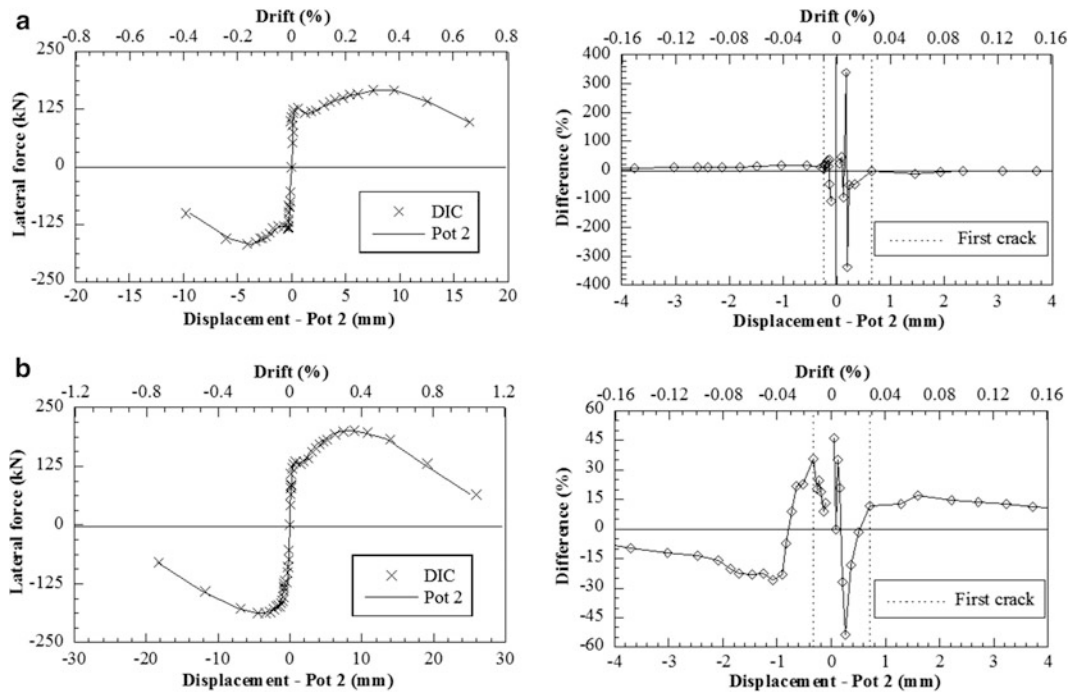 a
Drift (%)
-0.8 -0.6 -0.4 -0.2 0 0.2 0.4 0.6 0.8
250
125
0
-125
-250
Lateral force (kN)
DIC
Pot 2
-20 -15 -10 -5 0 5 10 15 20
Displacement - Pot 2 (mm)
Drift (%)
-0.16 -0.12 -0.08 -0.04 0 0.04 0.08 0.12 0.16
400
300
200
100
0
-100
-200
-300
-400
Difference (%)
First crack
-4 -3 -2 -1 0 1 2 3 4
Displacement - Pot 2 (mm)
b
Drift (%)
-1.2 -0.8 -0.4 0 0.4 0.8 1.2
250
125
0
-125
-250
Lateral force (kN)
DIC
Pot 2
-30 -20 -10 0 10 20 30
Displacement - Pot 2 (mm)
Drift (%)
-0.16 -0.12 -0.08 -0.04 0 0.04 0.08 0.12 0.16
60
45
30
15
0
-15
-30
-45
-60
Difference (%)
First crack
-4 -3 -2 -1 0 1 2 3 4
Displacement - Pot 2 (mm)